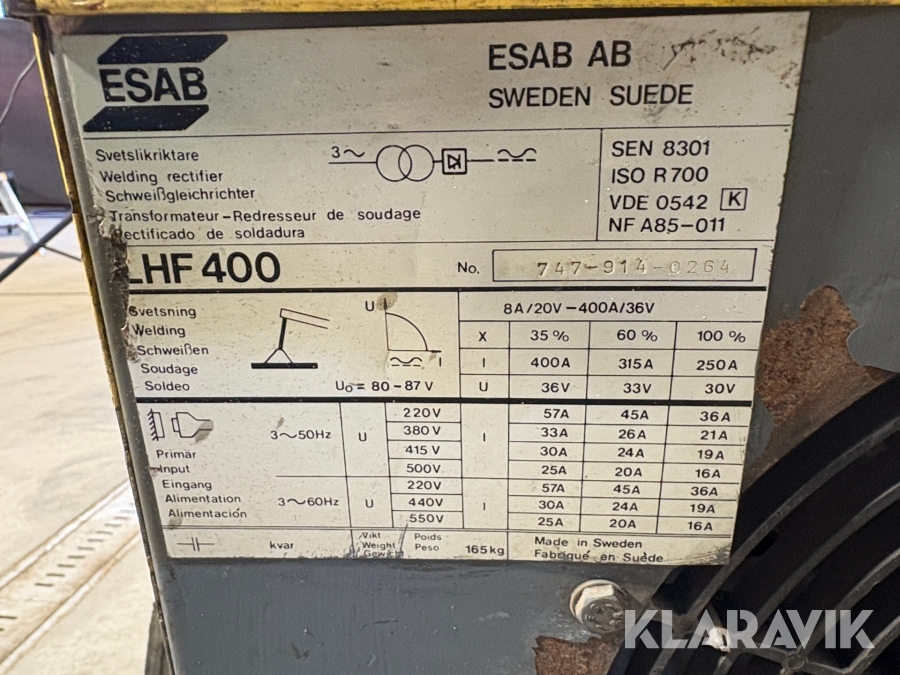 ESAB
ESAB AB
SWEDEN SUEDE
Svetslikriktare
Welding rectifier
Schweißgleichrichter
Transformateur-Redresseur de soudage
Rectificado de soldadura
3~
SEN 8301
ISO R 700
VDE 0542 K
NF A85-011
LHF 400
No. 747-914-0264
Svetsning
Welding
Schweißen
Soudage
Soldeo
U
I
U₀ = 80-87 V
8A/20V-400A/36V
X 35% 60% 100%
I 400A 315A 250A
U 36V 33V 30V
Primär
Input
Eingang
Alimentation
Alimentación
3~50Hz U I
220V 57A 45A 36A
380V 33A 26A 21A
415V 30A 24A 19A
500V 25A 20A 16A
3~60Hz U I
220V 57A 45A 36A
440V 30A 24A 19A
550V 25A 20A 16A
kvar
Vikt
Weight
Gewicht
Poids
Peso
165kg
Made in Sweden
Fabriqué en Suède
KLARAVIK